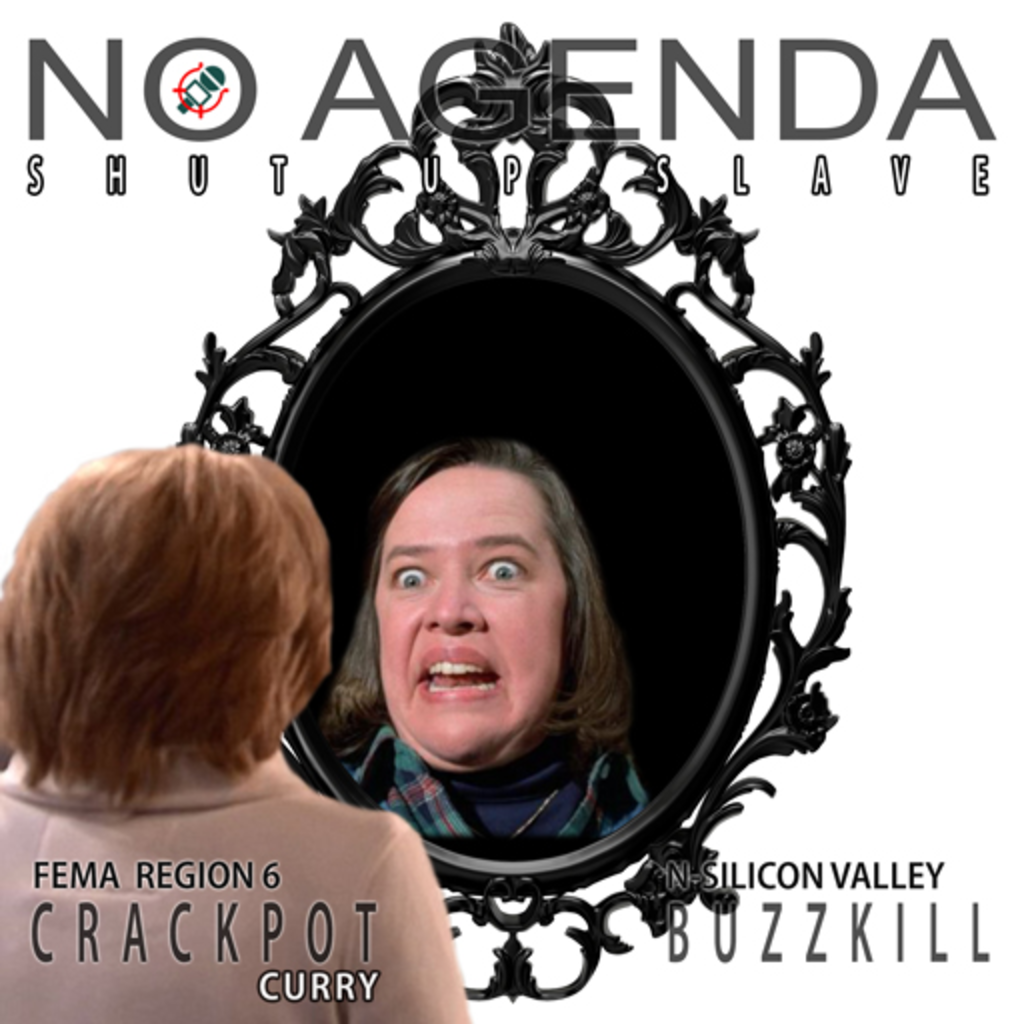 NO AGENDA
SHUT UP SLAVE
FEMA REGION 6
CRACKPOT
CURRY
N-SILICON VALLEY
BUZZKILL